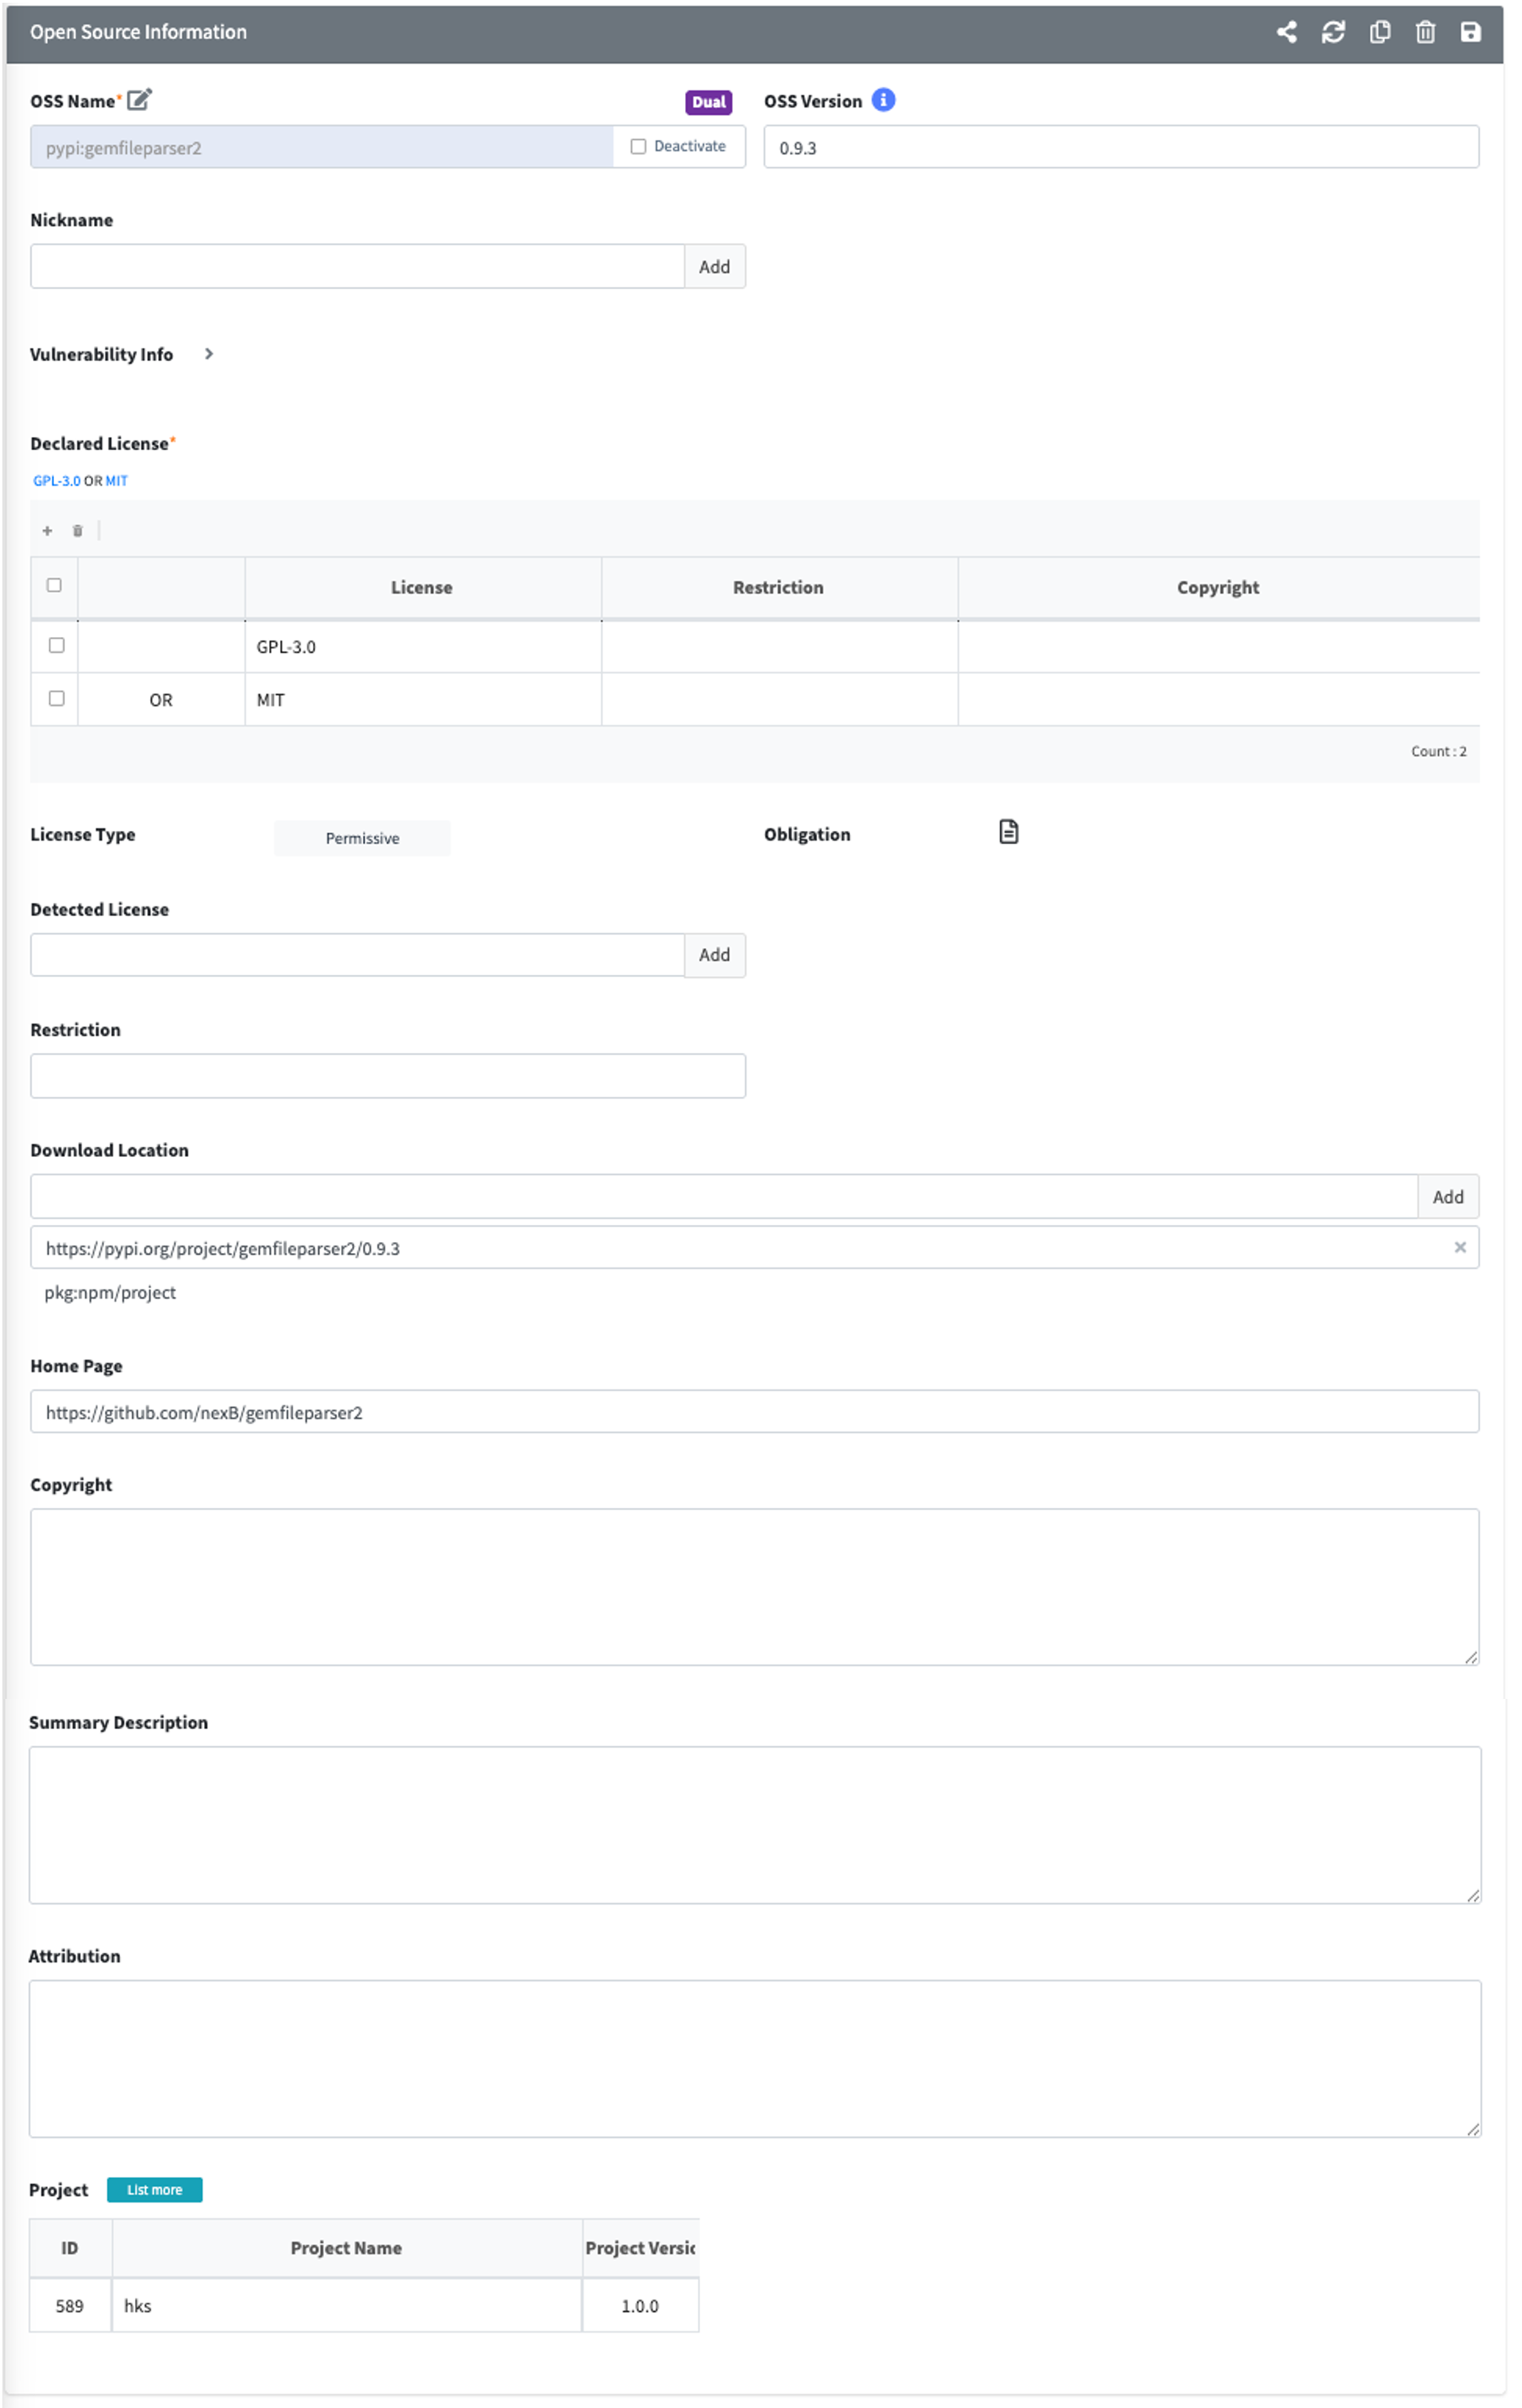 Open Source Information
OSS Name* Dual OSS Version
pypi:gemfileparser2 Deactivate 0.9.3
Nickname
Add
Vulnerability Info
Declared License*
GPL-3.0 OR MIT
License Restriction Copyright
GPL-3.0
OR MIT
Count : 2
License Type Permissive Obligation
Detected License
Add
Restriction
Download Location
Add
https://pypi.org/project/gemfileparser2/0.9.3
pkg:npm/project
Home Page
https://github.com/nexB/gemfileparser2
Copyright
Summary Description
Attribution
Project List more
ID Project Name Project Versic
589 hks 1.0.0